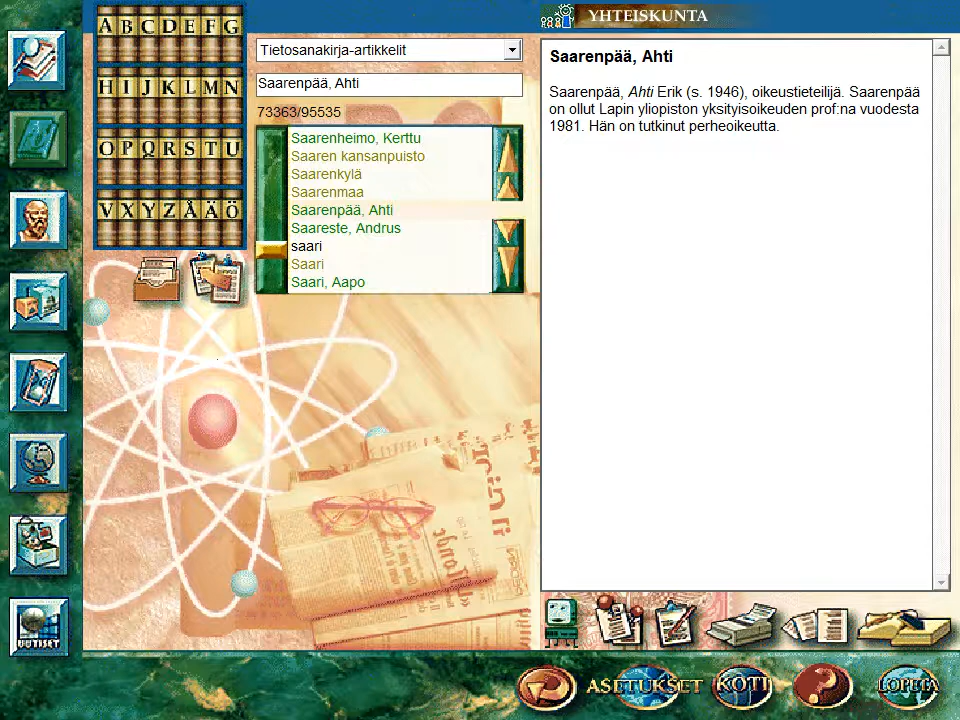 YHTEISKUNTA
A B C D E F G
H I J K L M N
O P Q R S T U
V X Y Z Å Ä Ö
Tietosanakirja-artikkelit
Saarenpää, Ahti
73363/95535
Saarenheimo, Kerttu
Saaren kansanpuisto
Saarenkylä
Saarenmaa
Saarenpää, Ahti
Saareste, Andrus
saari
Saari
Saari, Aapo
Saarenpää, Ahti
Saarenpää, Ahti Erik (s. 1946), oikeustieteilijä. Saarenpää
on ollut Lapin yliopiston yksityisoikeuden prof:na vuodesta
1981. Hän on tutkinut perheoikeutta.
UUTISET
ASETUKSET
KOTI
LOPETA